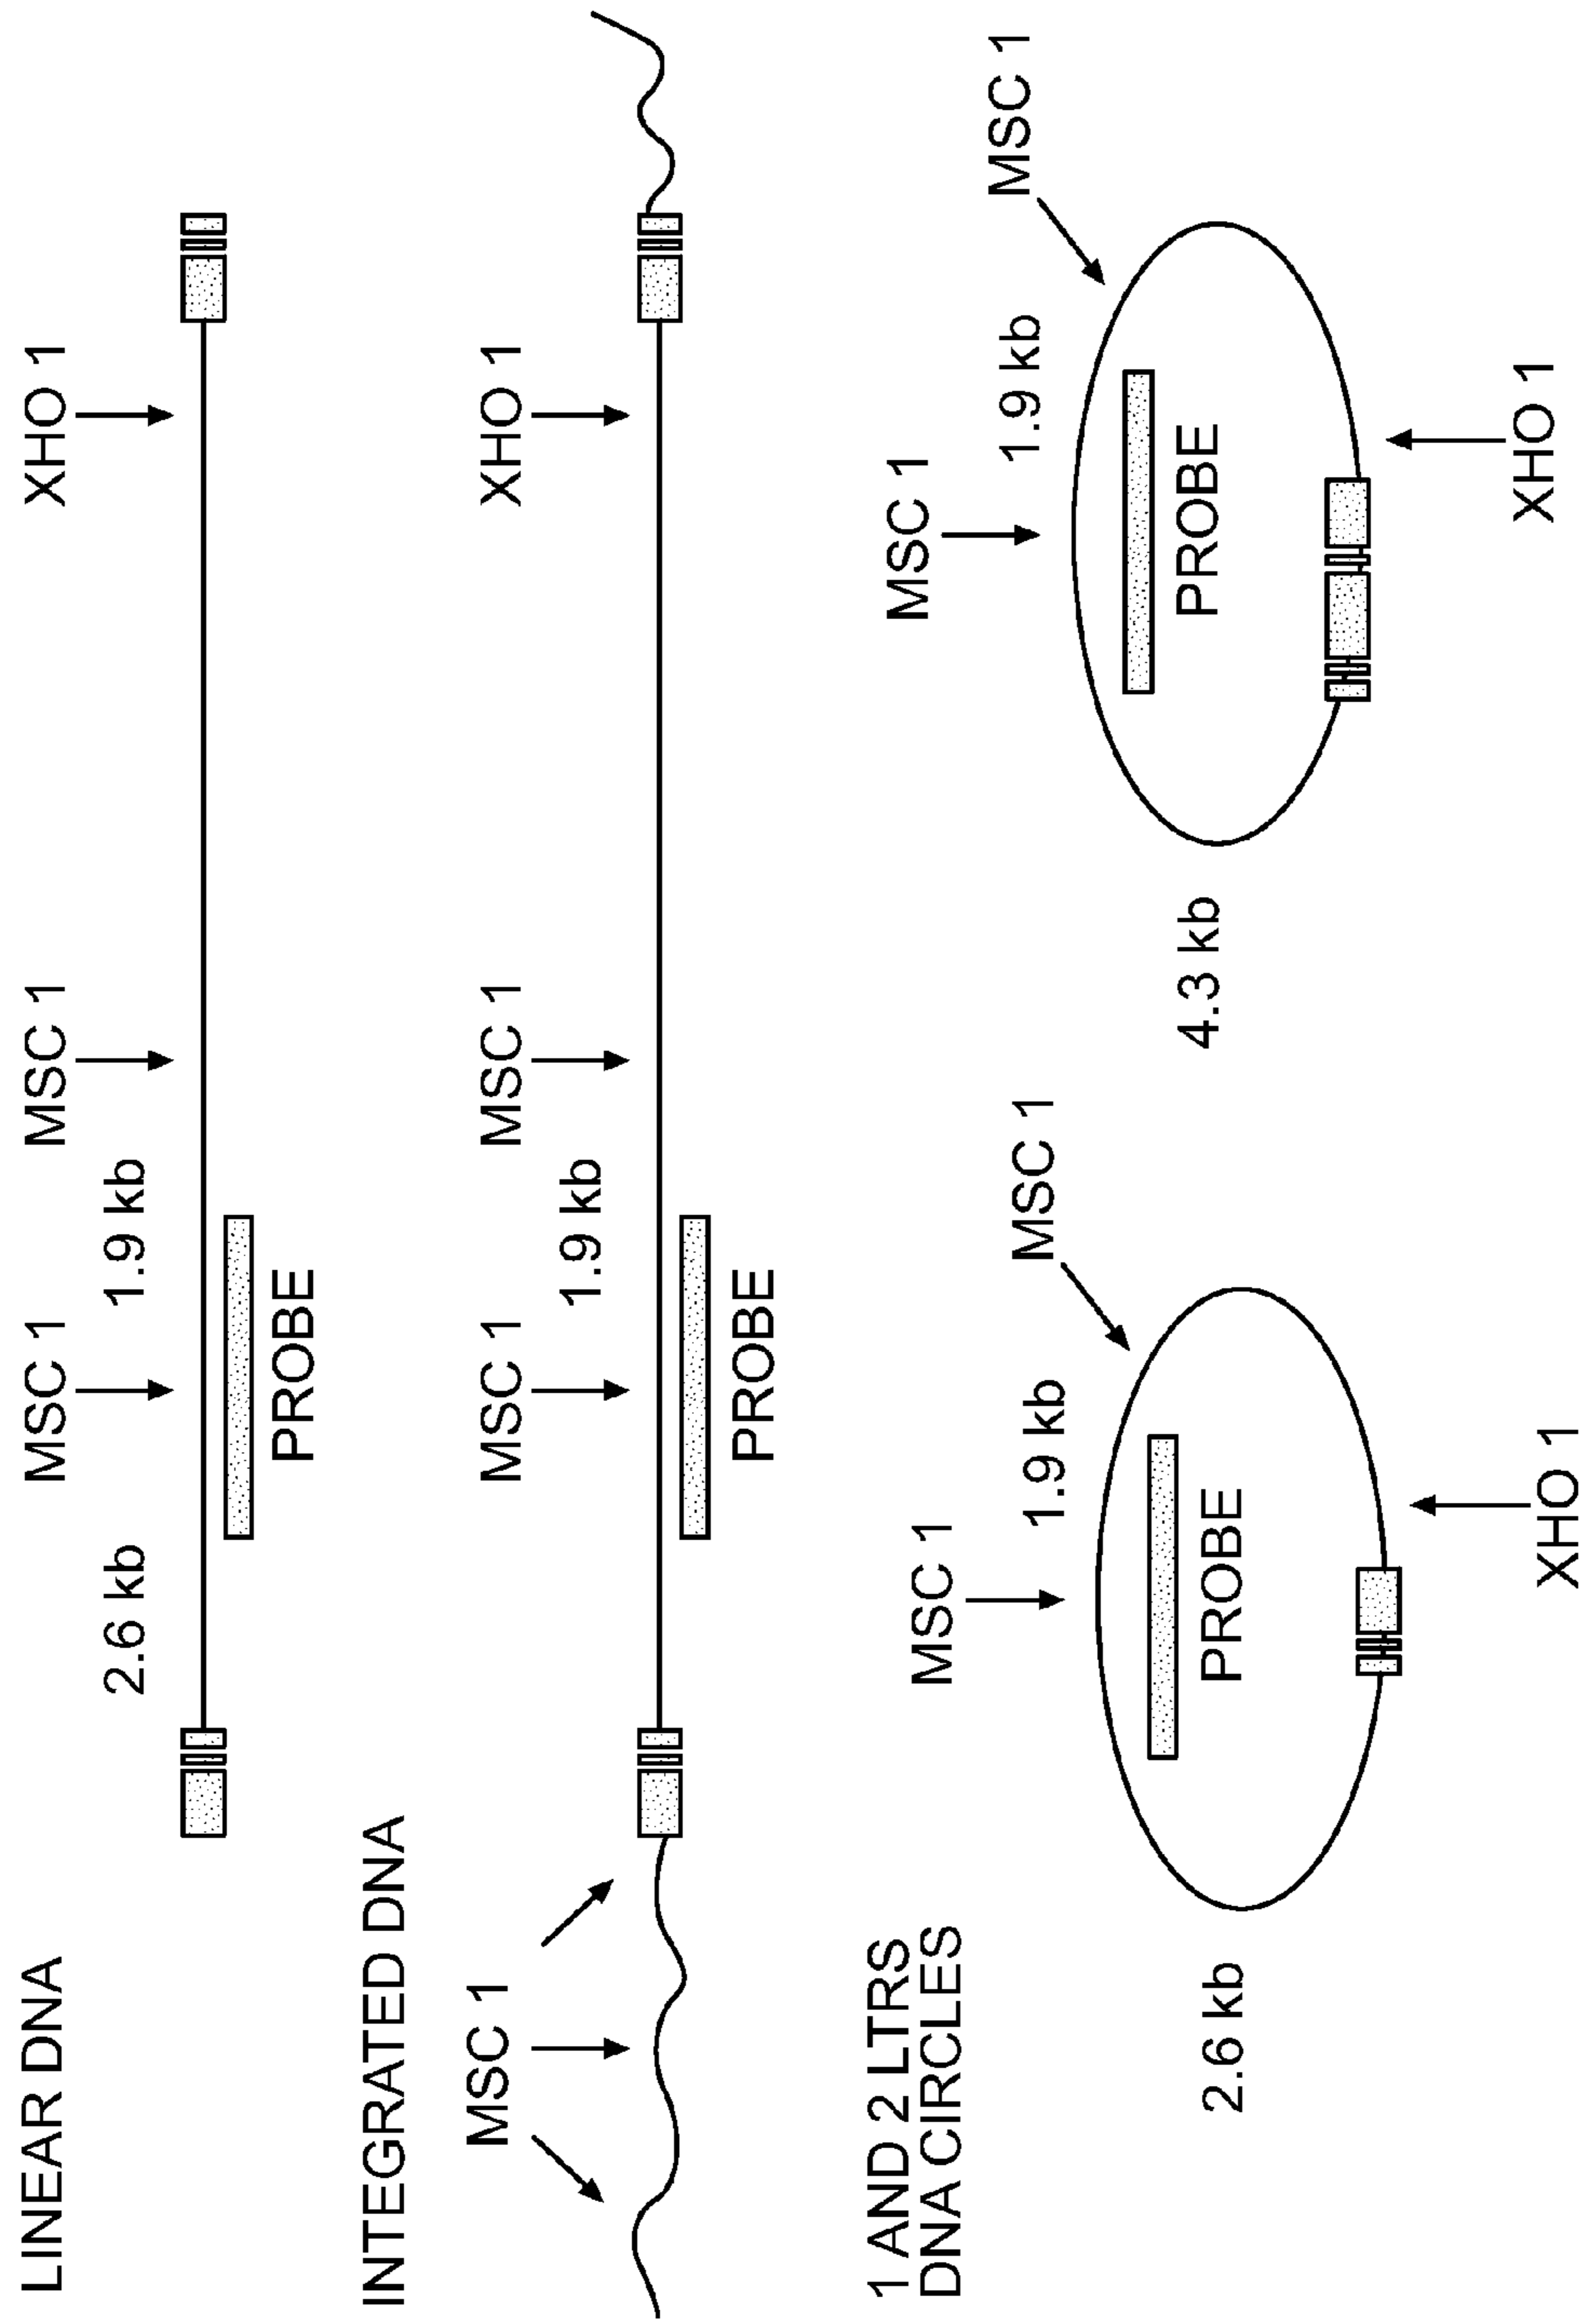 LINEAR DNA
MSC 1
MSC 1
XHO 1
2.6 kb
1.9 kb
PROBE
INTEGRATED DNA
MSC 1
MSC 1
MSC 1
XHO 1
1.9 kb
PROBE
1 AND 2 LTRS
DNA CIRCLES
MSC 1
MSC 1
1.9 kb
PROBE
2.6 kb
XHO 1
MSC 1
MSC 1
1.9 kb
PROBE
4.3 kb
XHO 1